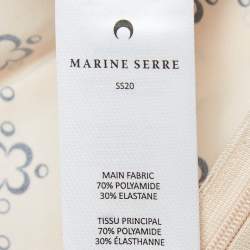 MARINE SERRE
SS20
MAIN FABRIC
70% POLYAMIDE
30% ELASTANE
TISSU PRINCIPAL
70% POLYAMIDE
30% ÉLASTHANNE